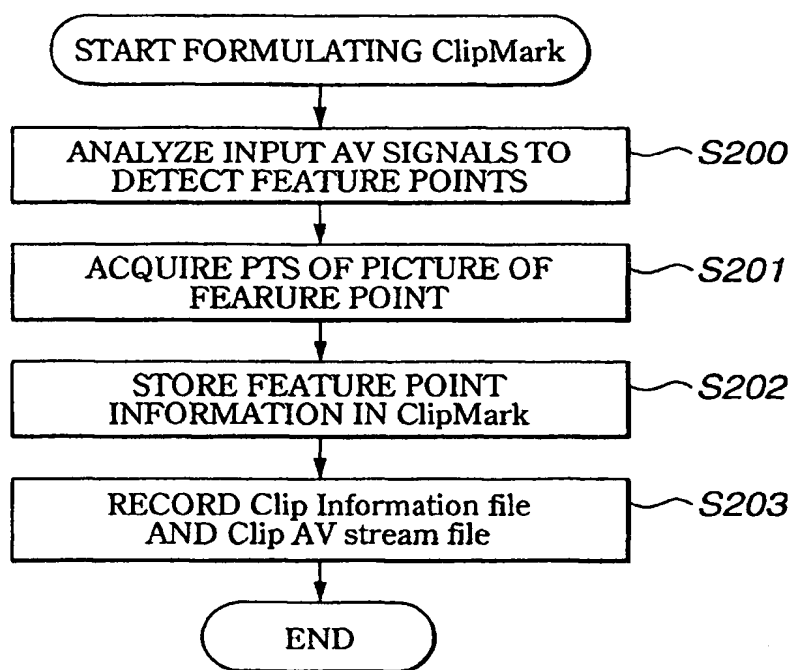 START FORMULATING ClipMark
ANALYZE INPUT AV SIGNALS TO
DETECT FEATURE POINTS
S200
ACQUIRE PTS OF PICTURE OF
FEARURE POINT
S201
STORE FEATURE POINT
INFORMATION IN ClipMark
S202
RECORD Clip Information file
AND Clip AV stream file
S203
END